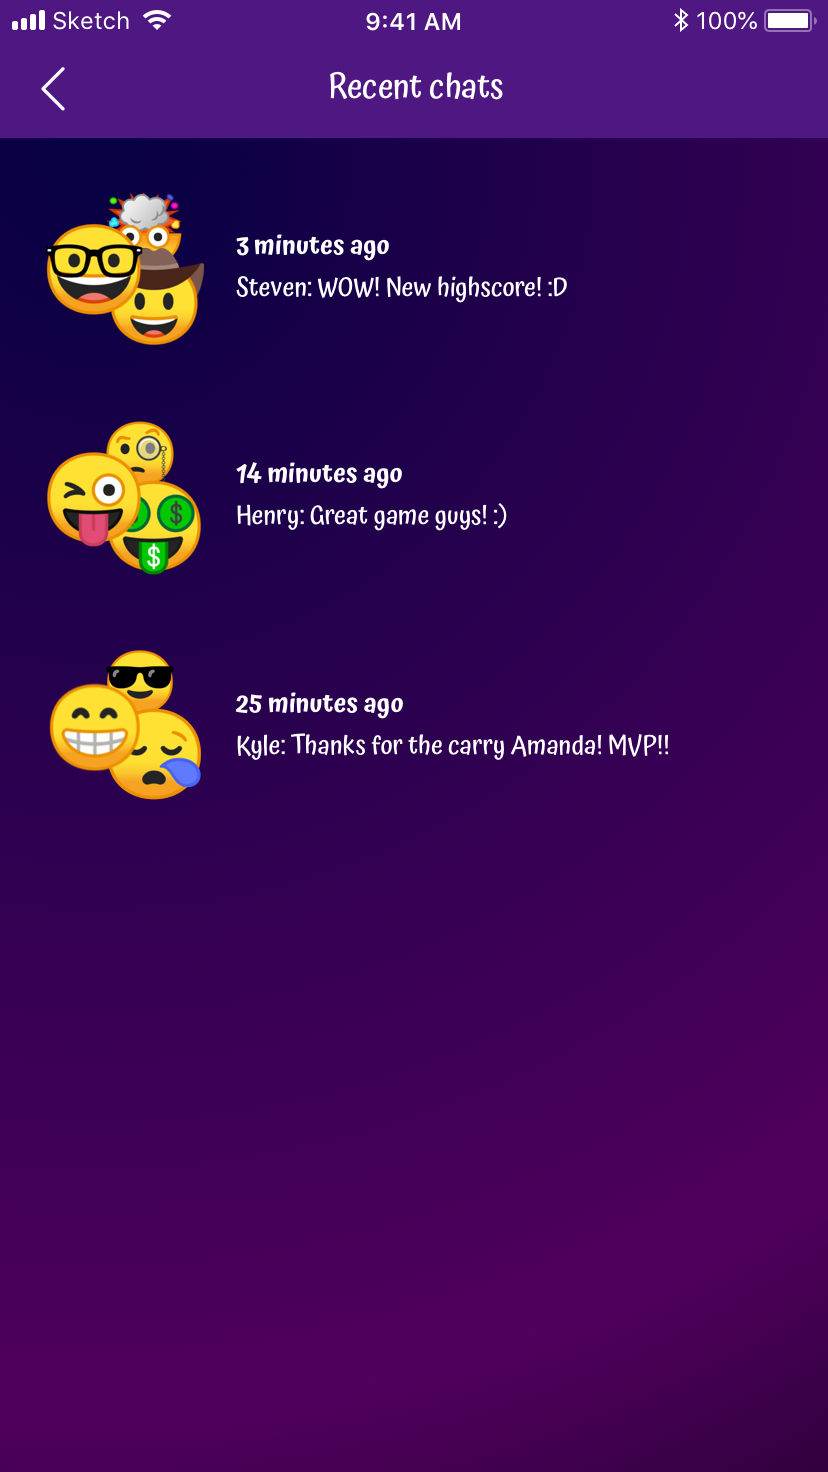 Sketch 9:41 AM 100%
Recent chats
3 minutes ago
Steven: WOW! New highscore! :D
14 minutes ago
Henry: Great game guys! :)
$ $
$
25 minutes ago
Kyle: Thanks for the carry Amanda! MVP!!